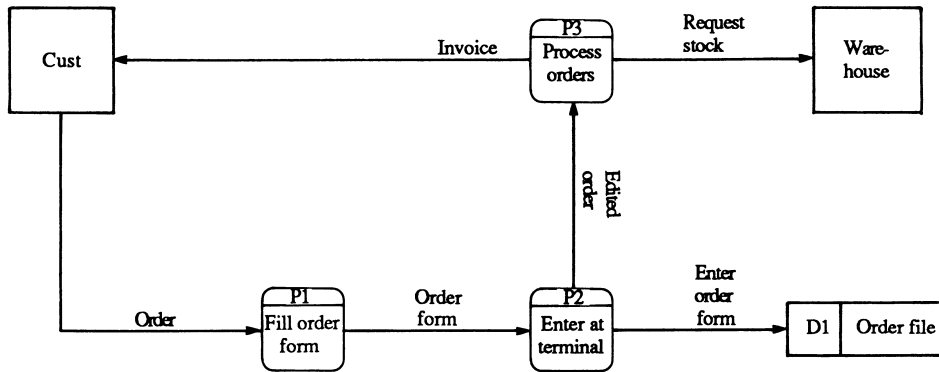 Cust
Invoice
P3
Process
orders
Request
stock
Ware-
house
Edited
order
Order
P1
Fill order
form
Order
form
P2
Enter at
terminal
Enter
order
form
D1
Order file